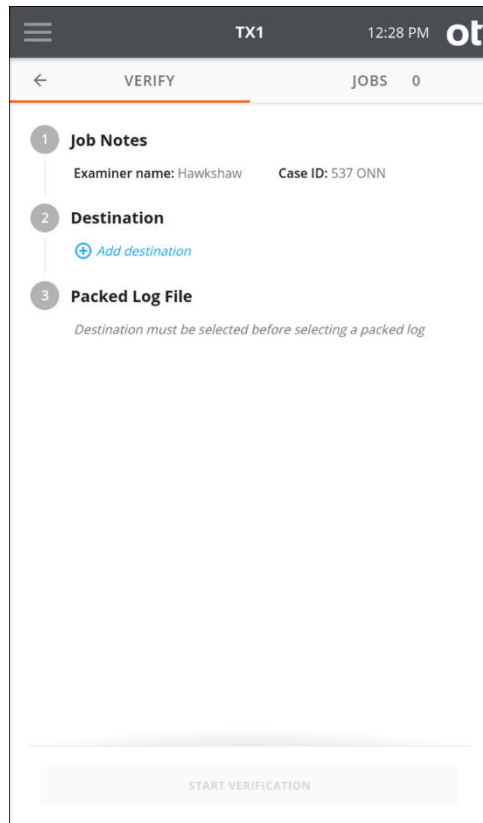 TX1 12:28 PM ot
← VERIFY JOBS 0
1 Job Notes
Examiner name: Hawkshaw Case ID: 537 ONN
2 Destination
Add destination
3 Packed Log File
Destination must be selected before selecting a packed log
START VERIFICATION